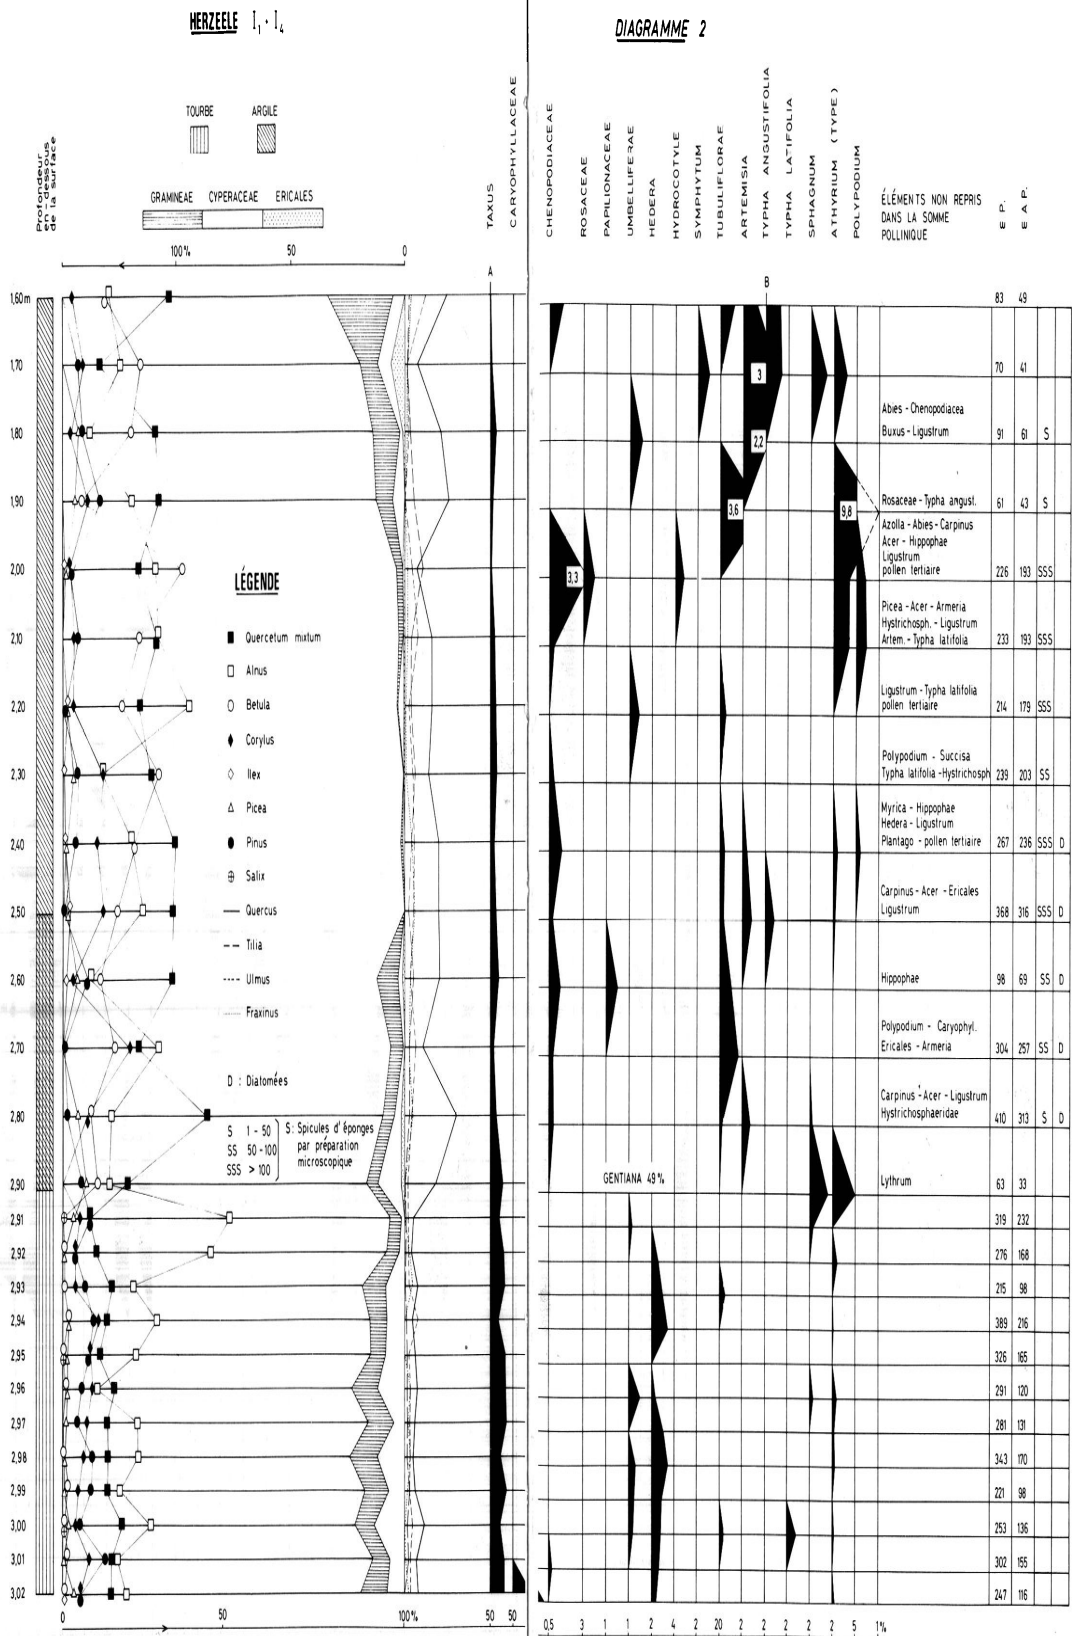 HERZEELE I₁ - I₄
DIAGRAMME 2
TOURBE
ARGILE
Profondeur
en-dessous
de la surface
GRAMINEAE
CYPERACEAE
ERICALES
100%
50
0
TAXUS
CARYOPHYLLACEAE
CHENOPODIACEAE
ROSACEAE
PAPILIONACEAE
UMBELLIFERAE
HEDERA
HYDROCOTYLE
SYMPHYTUM
TUBULIFLORAE
ARTEMISIA
TYPHA ANGUSTIFOLIA
TYPHA LATIFOLIA
SPHAGNUM
ATHYRIUM (TYPE)
POLYPODIUM
ÉLÉMENTS NON REPRIS
DANS LA SOMME
POLLINIQUE
E P.
E A P.
A
B
1,60m
1,70
1,80
1,90
2,00
2,10
2,20
2,30
2,40
2,50
2,60
2,70
2,80
2,90
2,91
2,92
2,93
2,94
2,95
2,96
2,97
2,98
2,99
3,00
3,01
3,02
LÉGENDE
Quercetum mixtum
Alnus
Betula
Corylus
Ilex
Picea
Pinus
Salix
Quercus
Tilia
Ulmus
Fraxinus
D : Diatomées
S 1 - 50
SS 50 - 100
SSS > 100
S: Spicules d'éponges
par préparation
microscopique
3
2,2
3,6
9,8
3,3
GENTIANA 49%
83 49
70 41
Abies - Chenopodiacea
Buxus - Ligustrum 91 61 S
Rosaceae - Typha angust. 61 43 S
Azolla - Abies - Carpinus
Acer - Hippophae
Ligustrum
pollen tertiaire 226 193 SSS
Picea - Acer - Armeria
Hystrichosph. - Ligustrum
Artem. - Typha latifolia 233 193 SSS
Ligustrum - Typha latifolia
pollen tertiaire 214 179 SSS
Polypodium - Succisa
Typha latifolia - Hystrichosph 239 203 SS
Myrica - Hippophae
Hedera - Ligustrum
Plantago - pollen tertiaire 267 236 SSS D
Carpinus - Acer - Ericales
Ligustrum 368 316 SSS D
Hippophae 98 69 SS D
Polypodium - Caryophyl.
Ericales - Armeria 304 257 SS D
Carpinus - Acer - Ligustrum
Hystrichosphaeridae 410 313 S D
Lythrum 63 33
319 232
276 168
215 98
389 216
326 165
291 120
281 131
343 170
221 98
253 136
302 155
247 116
0 50 100% 50 50
0,5 3 1 1 2 4 2 20 2 2 2 2 5 1%